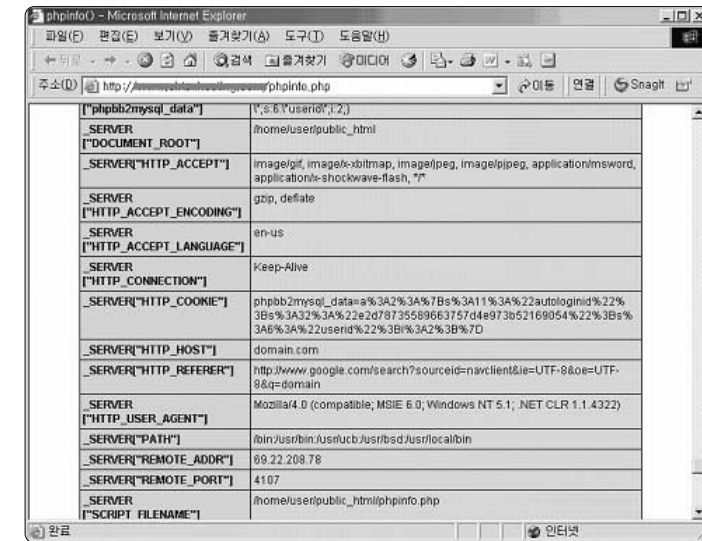 phpinfo() - Microsoft Internet Explorer
파일(F) 편집(E) 보기(V) 즐겨찾기(A) 도구(T) 도움말(H)
뒤로 검색 즐겨찾기 미디어
주소(D) http:// /phpinfo.php 이동 연결 SnagIt
["phpbb2mysql_data"] \";s:6:\"userid\";i:2;}
_SERVER /home/user/public_html
["DOCUMENT_ROOT"]
_SERVER["HTTP_ACCEPT"] image/gif, image/x-xbitmap, image/jpeg, image/pjpeg, application/msword,
application/x-shockwave-flash, */*
_SERVER gzip, deflate
["HTTP_ACCEPT_ENCODING"]
_SERVER en-us
["HTTP_ACCEPT_LANGUAGE"]
_SERVER Keep-Alive
["HTTP_CONNECTION"]
_SERVER["HTTP_COOKIE"] phpbb2mysql_data=a%3A2%3A%7Bs%3A11%3A%22autologinid%22%
3Bs%3A32%3A%22e2d78735589663757d4e973b52169054%22%3Bs%
3A6%3A%22userid%22%3Bi%3A2%3B%7D
_SERVER["HTTP_HOST"] domain.com
_SERVER["HTTP_REFERER"] http://www.google.com/search?sourceid=navclient&ie=UTF-8&oe=UTF-
8&q=domain
_SERVER Mozilla/4.0 (compatible; MSIE 6.0; Windows NT 5.1; .NET CLR 1.1.4322)
["HTTP_USER_AGENT"]
_SERVER["PATH"] /bin:/usr/bin:/usr/ucb:/usr/bsd:/usr/local/bin
_SERVER["REMOTE_ADDR"] 69.22.208.78
_SERVER["REMOTE_PORT"] 4107
_SERVER /home/user/public_html/phpinfo.php
["SCRIPT_FILENAME"]
완료 인터넷